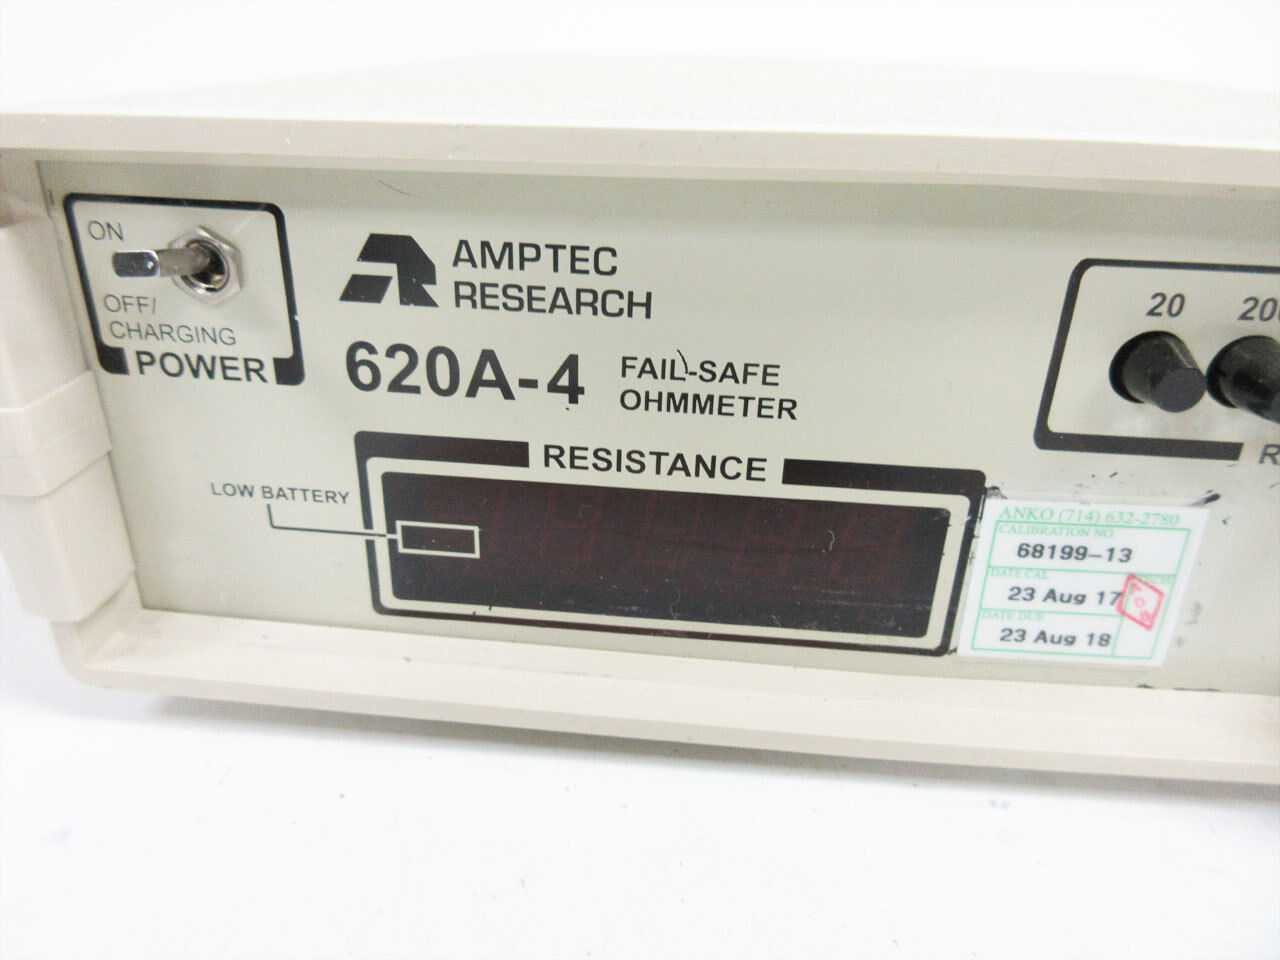 ON
OFF/
CHARGING
POWER
AMPTEC
RESEARCH
620A-4
FAIL-SAFE
OHMMETER
RESISTANCE
LOW BATTERY
20
ANKO (714) 632-2780
CALIBRATION NO.
68199-13
DATE CAL
23 Aug 17
DATE DUE
23 Aug 18